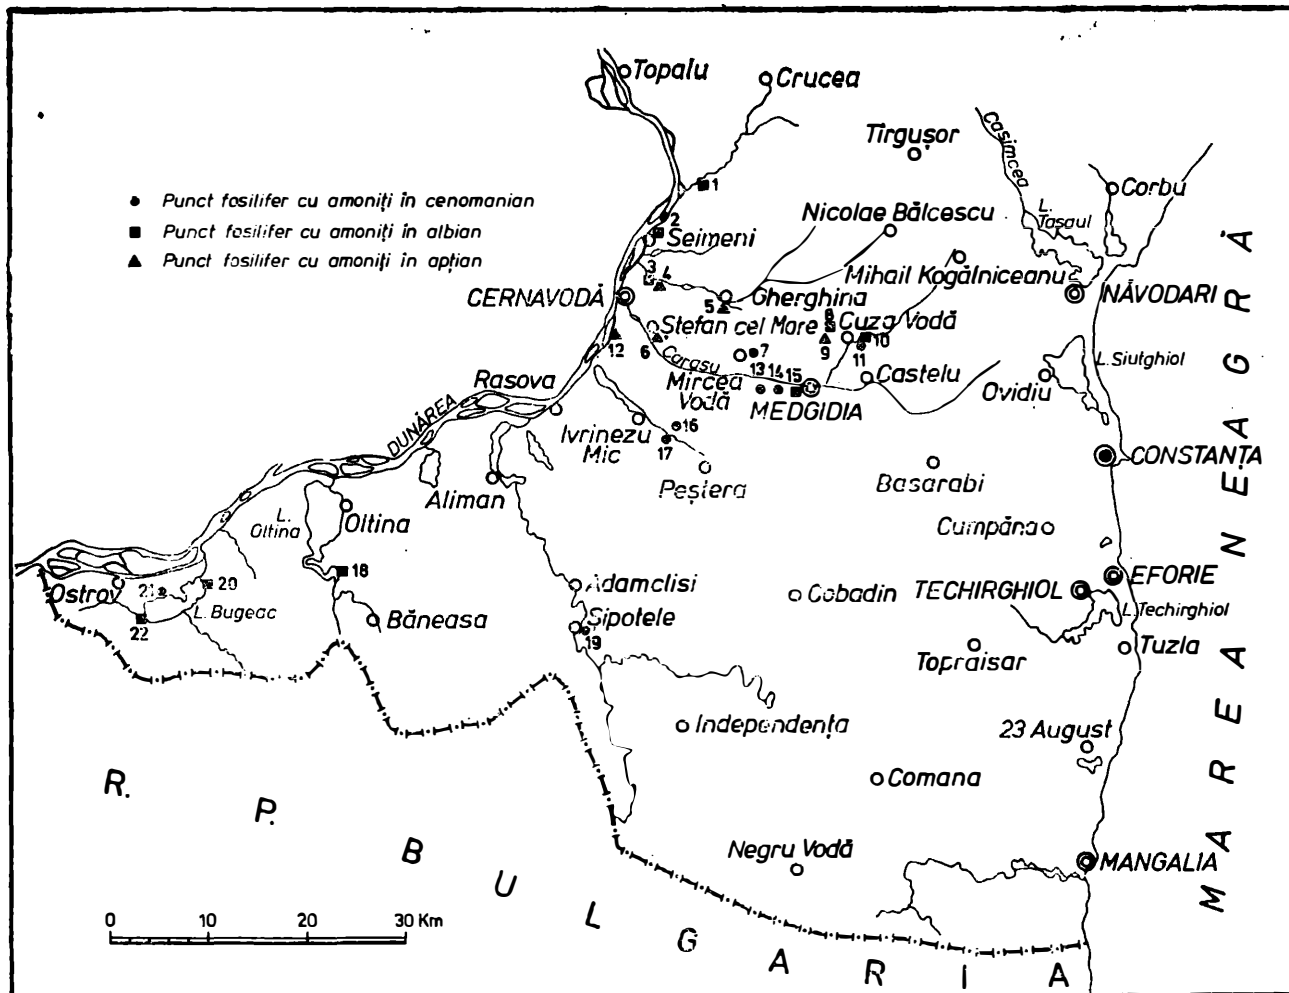 Topalu
Crucea
Tîrgușor
Casimcea
Corbu
L. Tașaul
1
Punct fosilifer cu amoniți în cenomanian
Punct fosilifer cu amoniți în albian
Punct fosilifer cu amoniți în apțian
2
Seimeni
Nicolae Bălcescu
Mihail Kogălniceanu
3
4
CERNAVODĂ
5
Gherghina
NĂVODARI
Ștefan cel Mare
8
Cuza Vodă
12
6
Carasu
7
9
10
11
L. Siutghiol
Rasova
Mircea Vodă
13
14
15
MEDGIDIA
Castelu
Ovidiu
DUNĂREA
Ivrinezu Mic
16
17
Peștera
Basarabi
CONSTANȚA
Aliman
L. Oltina
Oltina
Cumpăna
18
Ostrov
21
20
L. Bugeac
22
Băneasa
Adamclisi
Șipotele
19
Cobadin
TECHIRGHIOL
EFORIE
L. Techirghiol
Topraisar
Tuzla
Independența
23 August
Comana
Negru Vodă
MANGALIA
MAREA NEAGRĂ
R. P. BULGARIA
0 10 20 30 Km